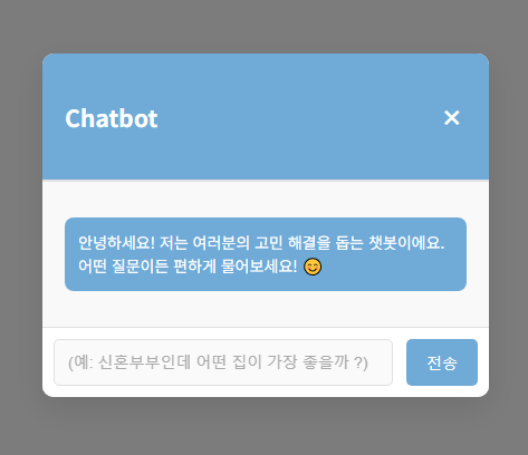 Chatbot
안녕하세요! 저는 여러분의 고민 해결을 돕는 챗봇이에요.
어떤 질문이든 편하게 물어보세요! 😊
(예: 신혼부부인데 어떤 집이 가장 좋을까 ?)
전송